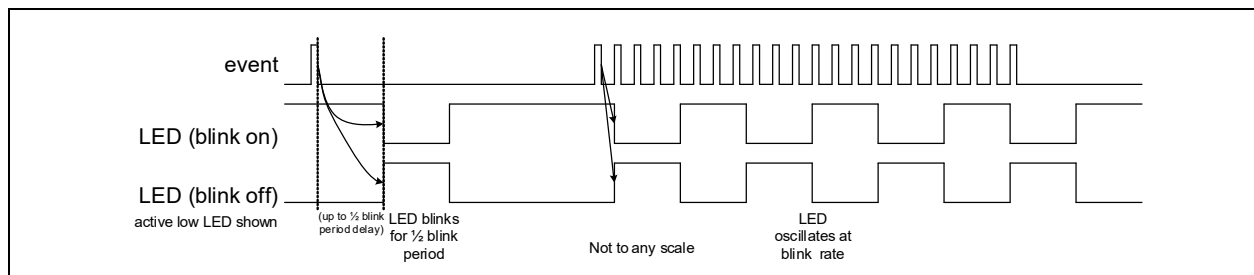 event
LED (blink on)
LED (blink off)
active low LED shown
(up to ½ blink
period delay)
LED blinks
for ½ blink
period
Not to any scale
LED
oscillates at
blink rate